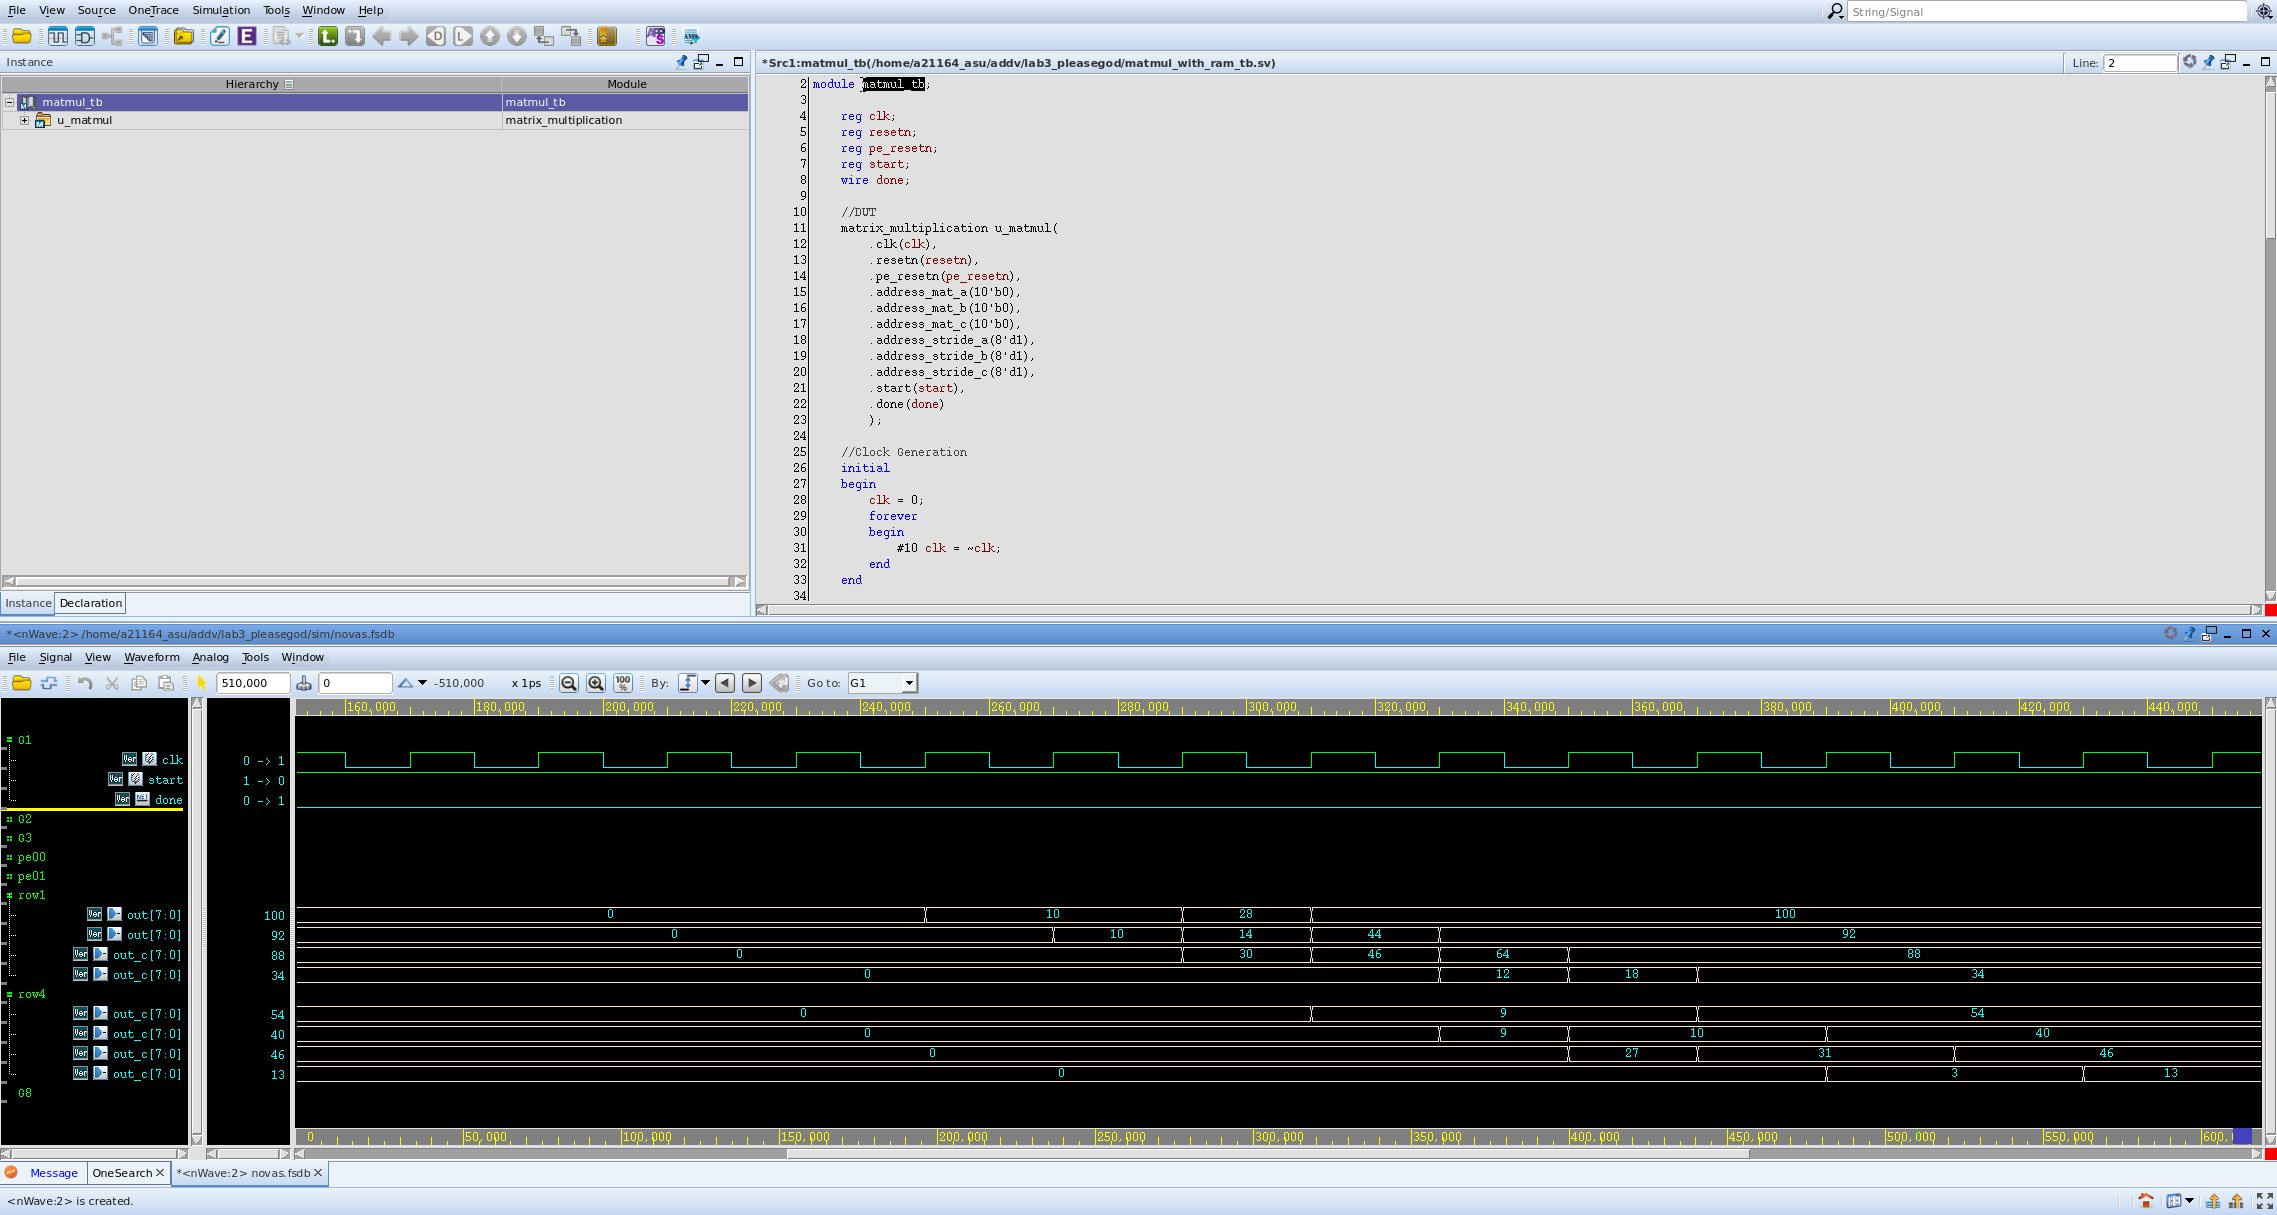 File View Source OneTrace Simulation Tools Window Help
String/Signal
Instance
*Src1:matmul_tb(/home/a21164_asu/addv/lab3_pleasegod/matmul_with_ram_tb.sv)
Line: 2
Hierarchy Module
matmul_tb matmul_tb
u_matmul matrix_multiplication
2 module matmul_tb;
3
4 reg clk;
5 reg resetn;
6 reg pe_resetn;
7 reg start;
8 wire done;
9
10 //DUT
11 matrix_multiplication u_matmul(
12 .clk(clk),
13 .resetn(resetn),
14 .pe_resetn(pe_resetn),
15 .address_mat_a(10'b0),
16 .address_mat_b(10'b0),
17 .address_mat_c(10'b0),
18 .address_stride_a(8'd1),
19 .address_stride_b(8'd1),
20 .address_stride_c(8'd1),
21 .start(start),
22 .done(done)
23 );
24
25 //Clock Generation
26 initial
27 begin
28 clk = 0;
29 forever
30 begin
31 #10 clk = ~clk;
32 end
33 end
34
Instance Declaration
*<nWave:2> /home/a21164_asu/addv/lab3_pleasegod/sim/novas.fsdb
File Signal View Waveform Analog Tools Window
510,000 0 -510,000 x 1ps 100% By: Go to: G1
160,000 180,000 200,000 220,000 240,000 260,000 280,000 300,000 320,000 340,000 360,000 380,000 400,000 420,000 440,000
G1
clk 0 -> 1
start 1 -> 0
done 0 -> 1
G2
G3
pe00
pe01
row1
out[7:0] 100 0 10 28 100
out[7:0] 92 0 10 14 44 92
out_c[7:0] 88 0 30 46 64 88
out_c[7:0] 34 0 12 18 34
row4
out_c[7:0] 54 0 9 54
out_c[7:0] 40 0 9 10 40
out_c[7:0] 46 0 27 31 46
out_c[7:0] 13 0 3 13
G8
0 50,000 100,000 150,000 200,000 250,000 300,000 350,000 400,000 450,000 500,000 550,000 600,
Message OneSearch *<nWave:2> novas.fsdb
<nWave:2> is created.